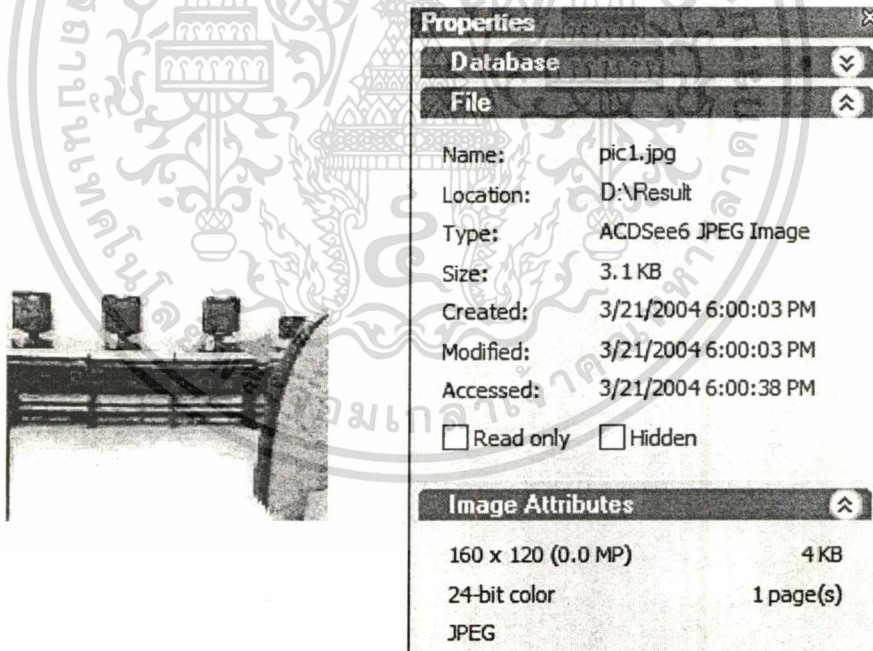 Properties
Database
File
Name: pic1.jpg
Location: D:\Result
Type: ACDSee6 JPEG Image
Size: 3.1 KB
Created: 3/21/2004 6:00:03 PM
Modified: 3/21/2004 6:00:03 PM
Accessed: 3/21/2004 6:00:38 PM
Read only Hidden
Image Attributes
160 x 120 (0.0 MP) 4 KB
24-bit color 1 page(s)
JPEG